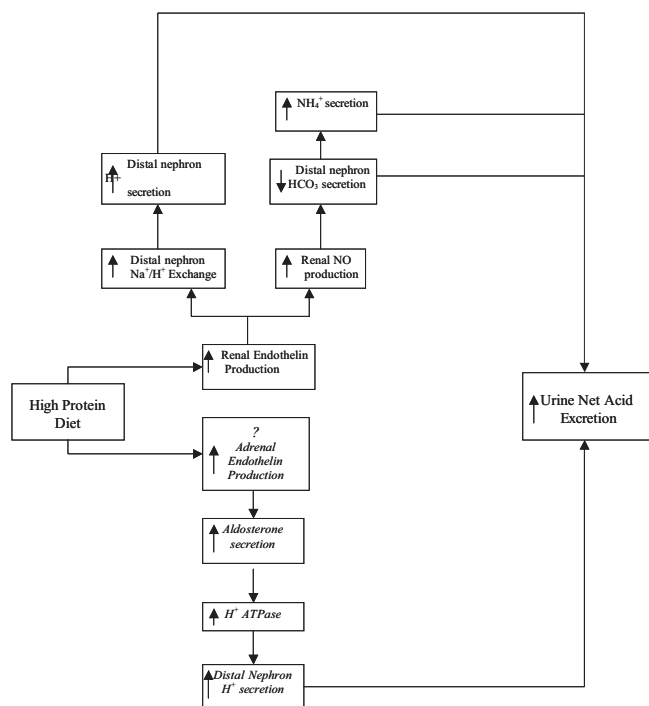 NH₄⁺ secretion
Distal nephron
H+
secretion
Distal nephron
HCO₃ secretion
Distal nephron
Na⁺/H⁺ Exchange
Renal NO
production
Renal Endothelin
Production
High Protein
Diet
Urine Net Acid
Excretion
?
Adrenal
Endothelin
Production
Aldosterone
secretion
H⁺ ATPase
Distal Nephron
H⁺ secretion